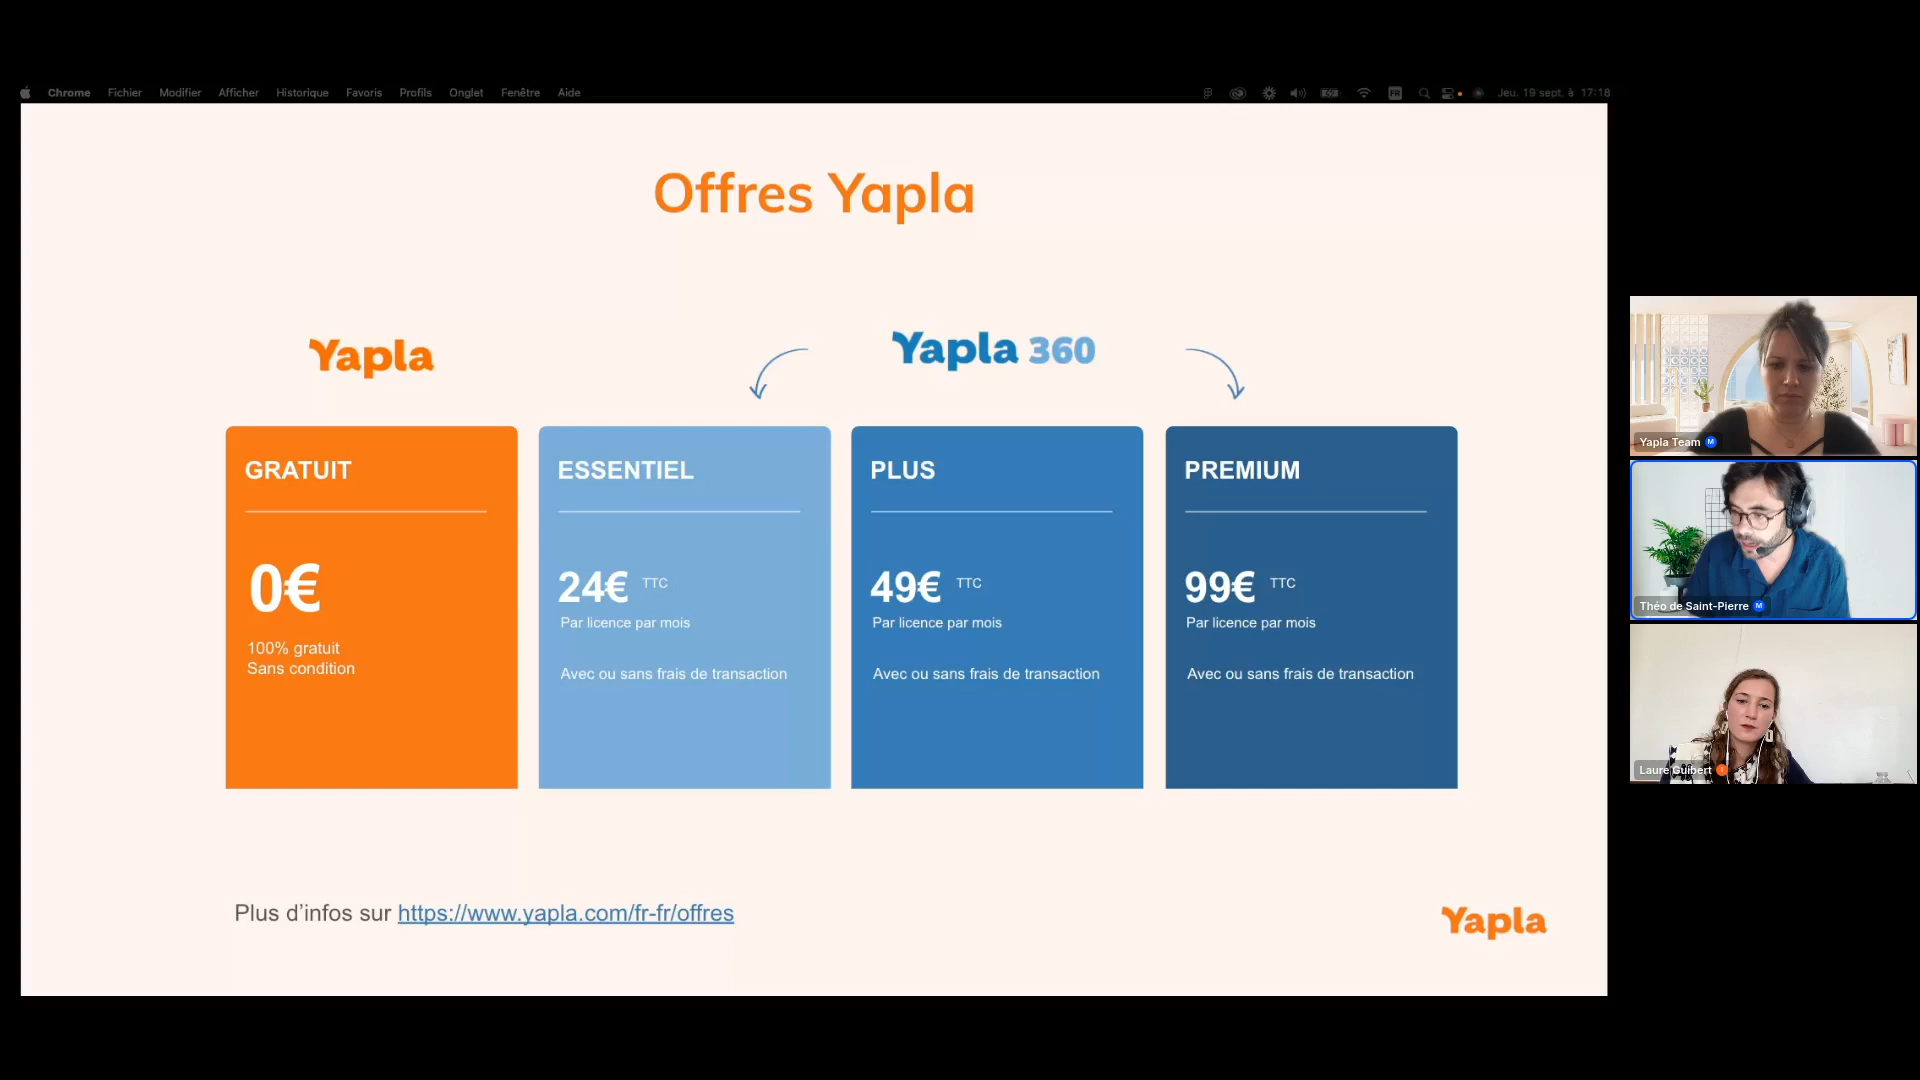 Chrome Fichier Modifier Afficher Historique Favoris Profils Onglet Fenêtre Aide
FR
Jeu. 19 sept. à 17:18
Offres Yapla
Yapla
Yapla 360
GRATUIT
0€
100% gratuit
Sans condition
ESSENTIEL
24€ TTC
Par licence par mois
Avec ou sans frais de transaction
PLUS
49€ TTC
Par licence par mois
Avec ou sans frais de transaction
PREMIUM
99€ TTC
Par licence par mois
Avec ou sans frais de transaction
Plus d’infos sur https://www.yapla.com/fr-fr/offres
Yapla
Yapla Team M
Théo de Saint-Pierre M
Laure Guibert